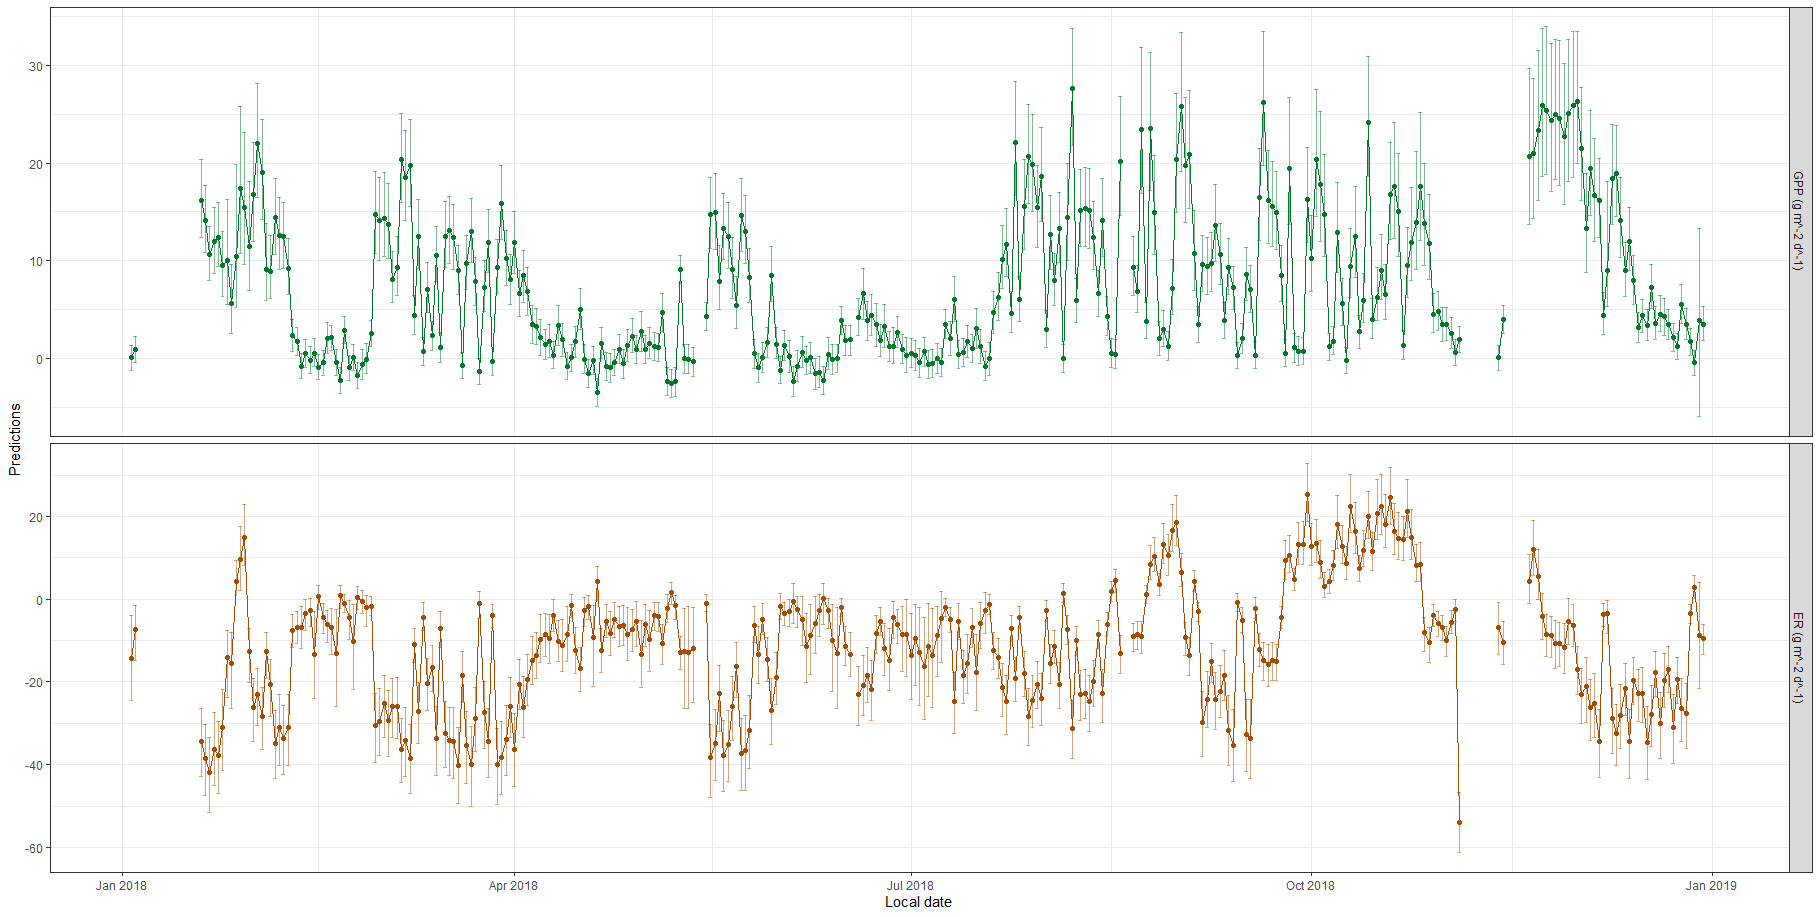 30
20
10
0
GPP (g m^-2 d^-1)
Predictions
20
0
-20
-40
-60
ER (g m^-2 d^-1)
Jan 2018
Apr 2018
Jul 2018
Oct 2018
Jan 2019
Local date